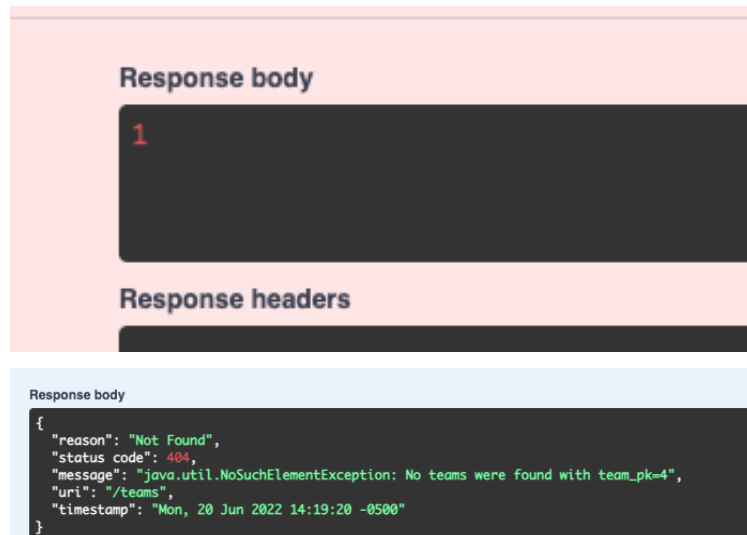 Response body
1
Response headers
Response body
{
"reason": "Not Found",
"status code": 404,
"message": "java.util.NoSuchElementException: No teams were found with team_pk=4",
"uri": "/teams",
"timestamp": "Mon, 20 Jun 2022 14:19:20 -0500"
}